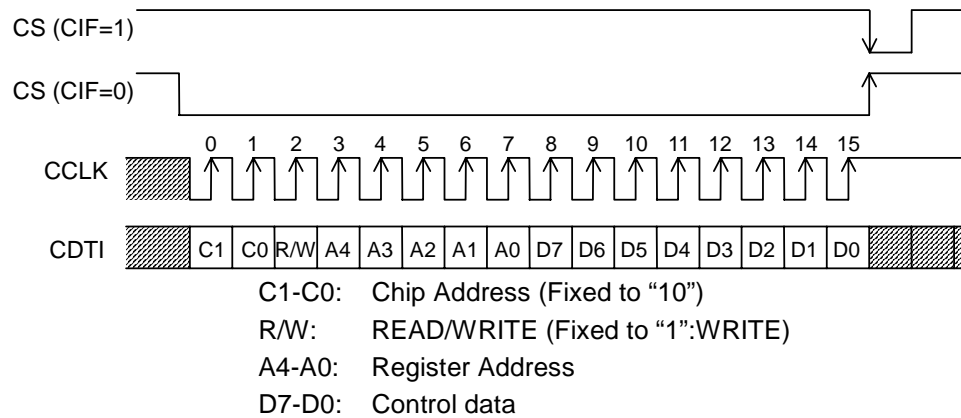 CS (CIF=1)
CS (CIF=0)
0 1 2 3 4 5 6 7 8 9 10 11 12 13 14 15
CCLK
CDTI C1 C0 R/W A4 A3 A2 A1 A0 D7 D6 D5 D4 D3 D2 D1 D0
C1-C0: Chip Address (Fixed to “10”)
R/W: READ/WRITE (Fixed to “1”:WRITE)
A4-A0: Register Address
D7-D0: Control data